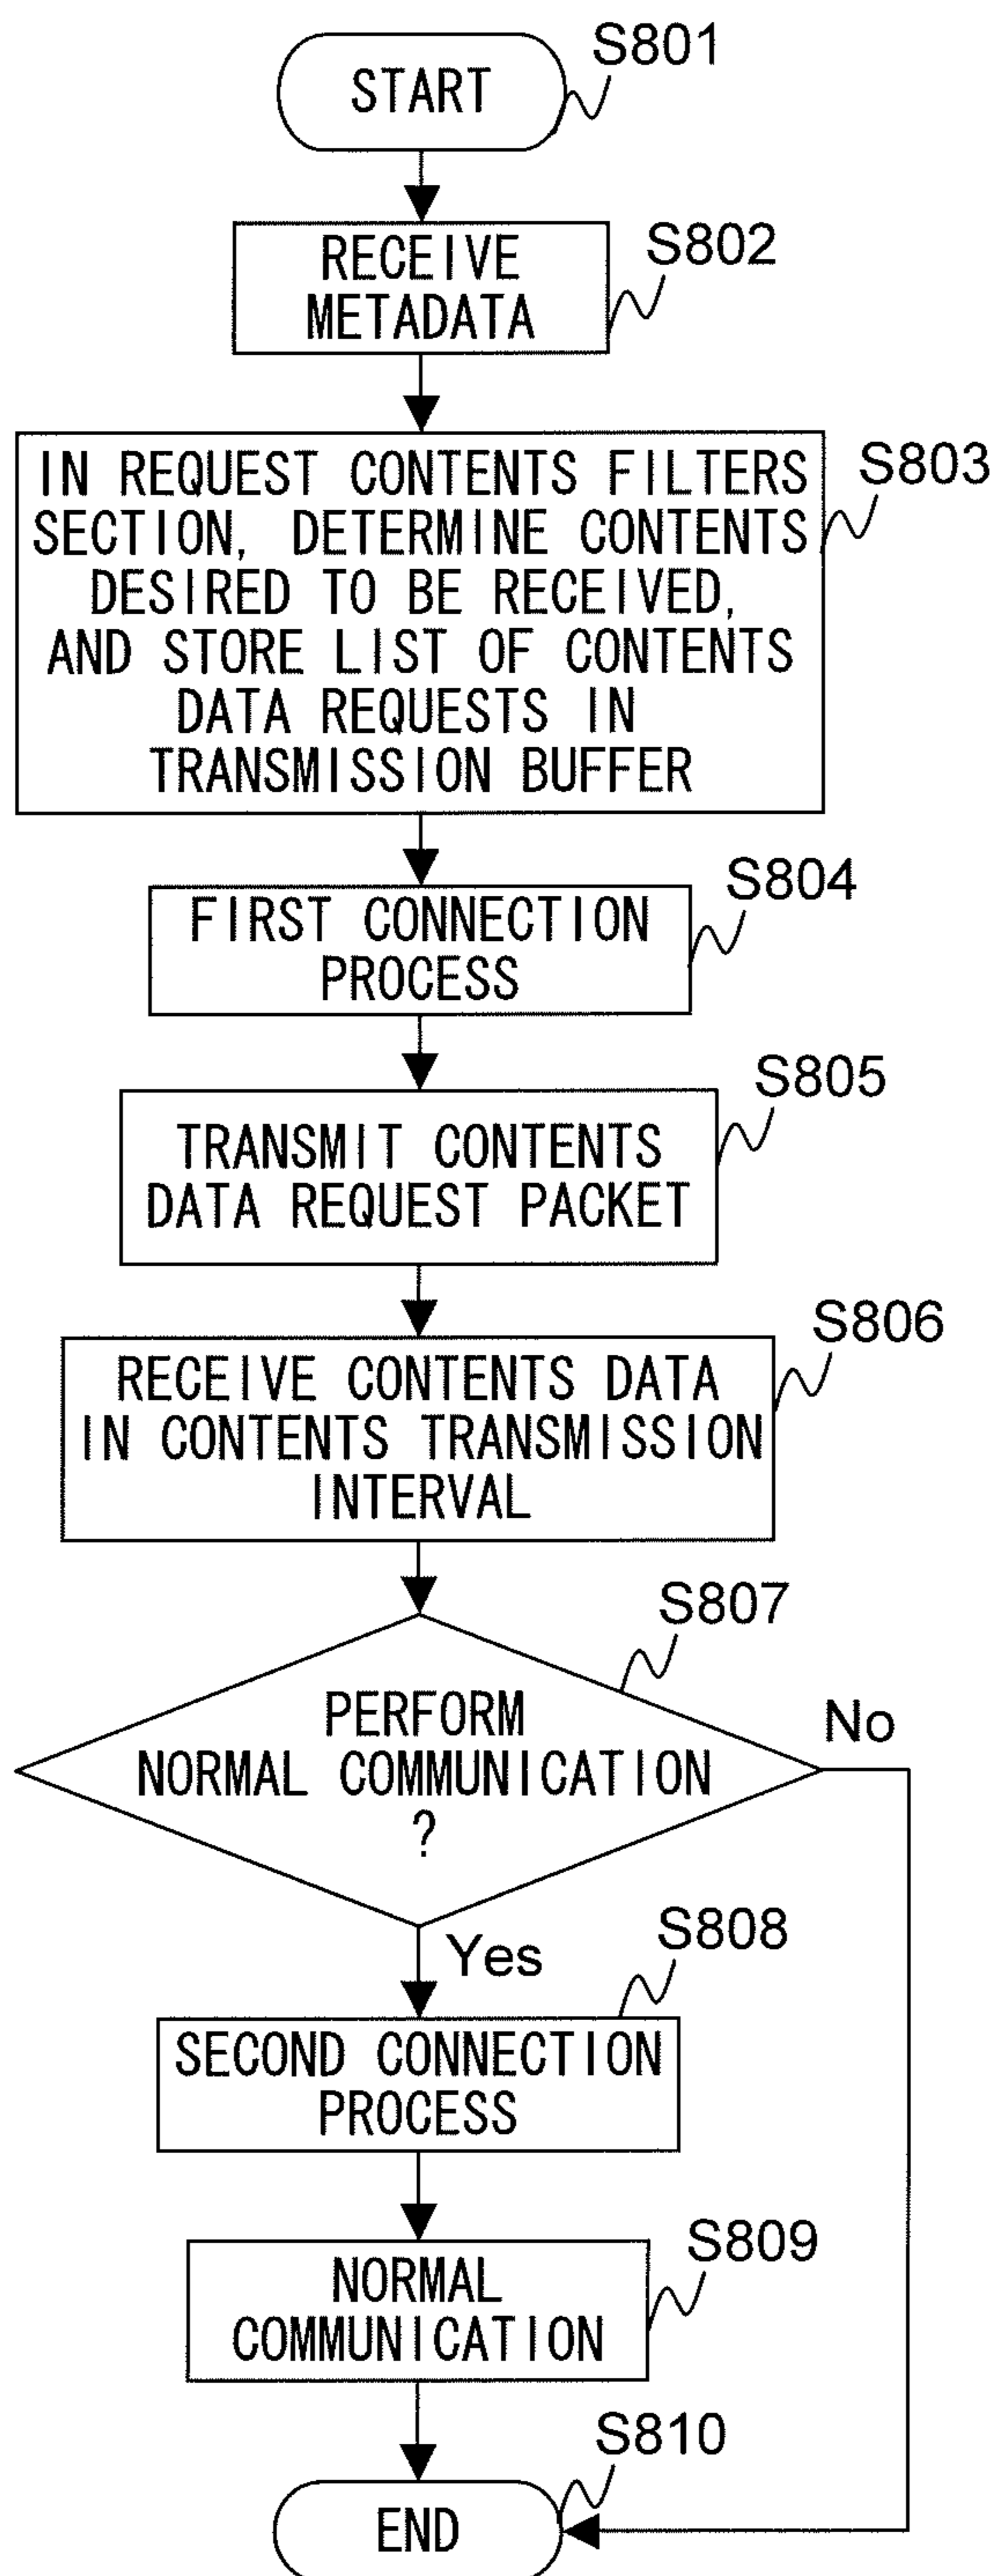 START
S801
RECEIVE
METADATA
S802
IN REQUEST CONTENTS FILTERS
SECTION, DETERMINE CONTENTS
DESIRED TO BE RECEIVED,
AND STORE LIST OF CONTENTS
DATA REQUESTS IN
TRANSMISSION BUFFER
S803
FIRST CONNECTION
PROCESS
S804
TRANSMIT CONTENTS
DATA REQUEST PACKET
S805
RECEIVE CONTENTS DATA
IN CONTENTS TRANSMISSION
INTERVAL
S806
PERFORM
NORMAL COMMUNICATION
?
S807
No
Yes
SECOND CONNECTION
PROCESS
S808
NORMAL
COMMUNICATION
S809
END
S810